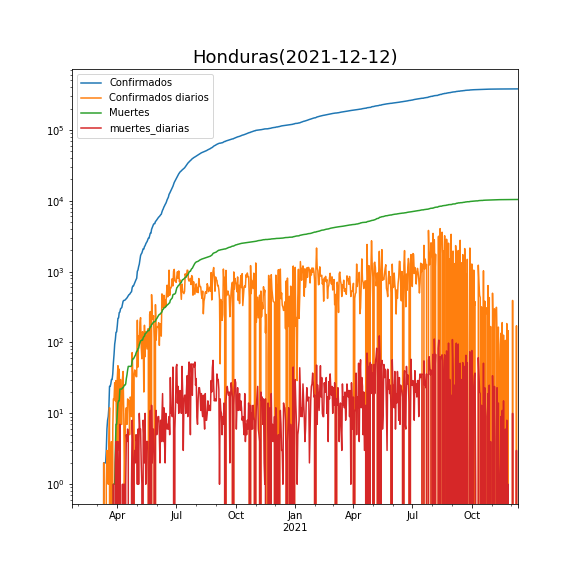 Honduras(2021-12-12)
Confirmados
Confirmados diarios
Muertes
muertes_diarias
10^5
10^4
10^3
10^2
10^1
10^0
Apr Jul Oct Jan Apr Jul Oct
2021